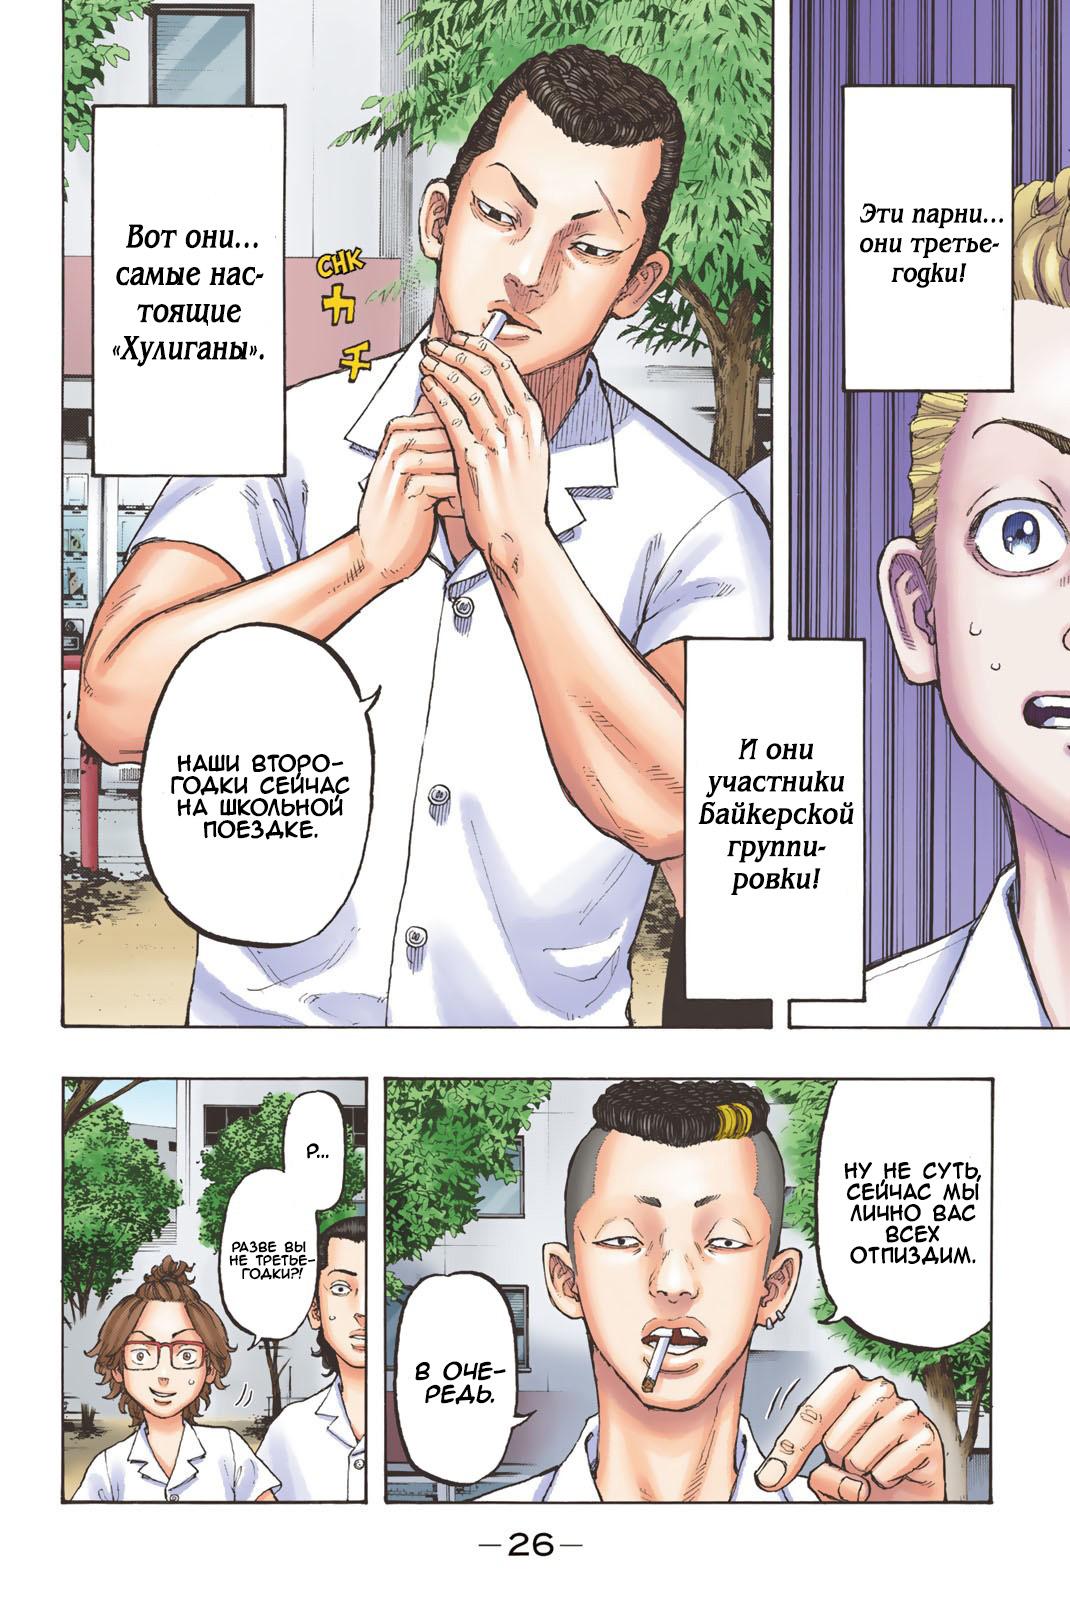 Эти парни...
они третье-
годки!
И они
участники
байкерской
группи-
ровки!
Вот они...
самые нас-
тоящие
«Хулиганы».
СНК
カ
チ
НАШИ ВТОРО-
ГОДКИ СЕЙЧАС
НА ШКОЛЬНОЙ
ПОЕЗДКЕ.
НУ НЕ СУТЬ,
СЕЙЧАС МЫ
ЛИЧНО ВАС
ВСЕХ
ОТПИЗДИМ.
В ОЧЕ-
РЕДЬ.
Р...
РАЗВЕ ВЫ
НЕ ТРЕТЬЕ-
ГОДКИ?!
—26—